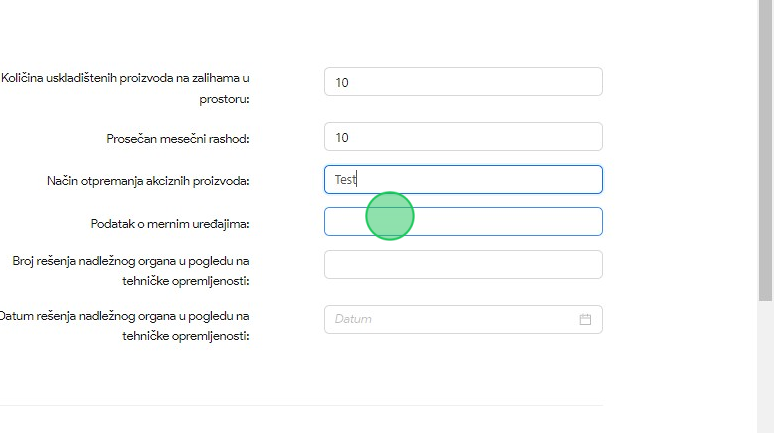 Količina uskladištenih proizvoda na zalihama u
prostoru:
10
Prosečan mesečni rashod:
10
Način otpremanja akciznih proizvoda:
Test
Podatak o mernim uređajima:
Broj rešenja nadležnog organa u pogledu na
tehničke opremljenosti:
Datum rešenja nadležnog organa u pogledu na
tehničke opremljenosti:
Datum